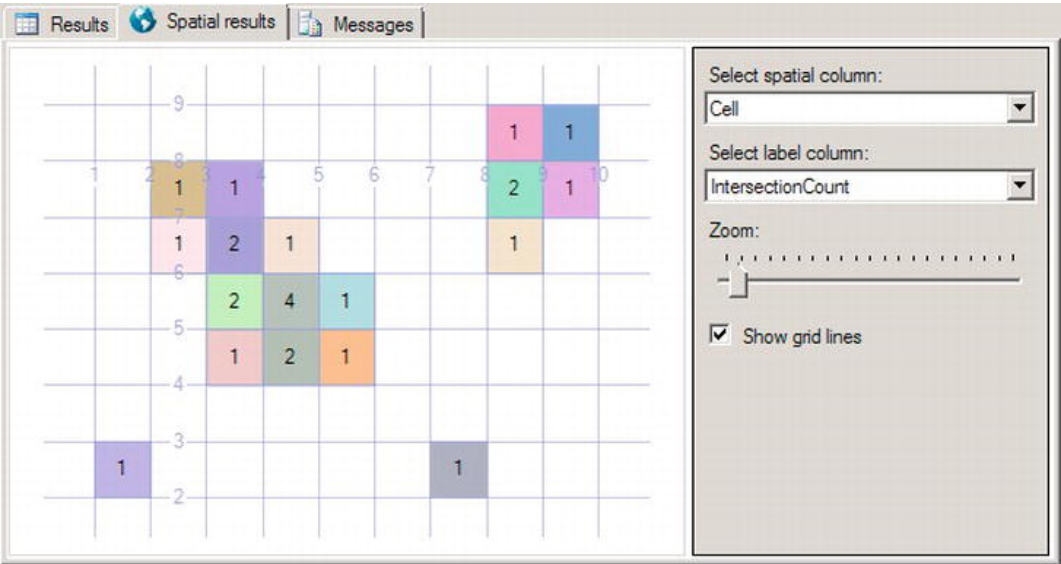 Results Spatial results Messages
9
1 1
8
1 2 3 4 5 6 7 8 9 10
1 1 2 1
7
1 2 1 1
6
2 4 1
5
1 2 1
4
3
1 1
2
Select spatial column:
Cell
Select label column:
IntersectionCount
Zoom:
Show grid lines